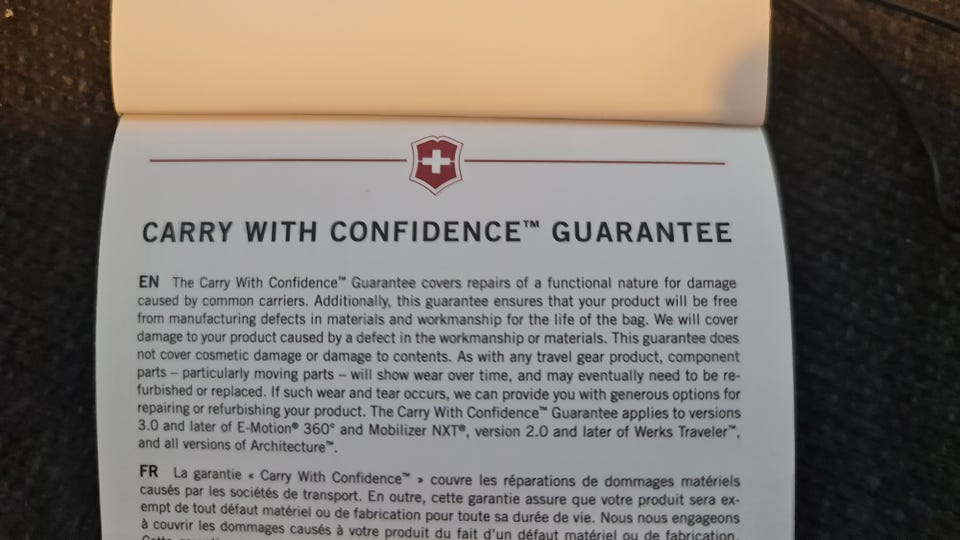 CARRY WITH CONFIDENCE™ GUARANTEE
EN The Carry With Confidence™ Guarantee covers repairs of a functional nature for damage
caused by common carriers. Additionally, this guarantee ensures that your product will be free
from manufacturing defects in materials and workmanship for the life of the bag. We will cover
damage to your product caused by a defect in the workmanship or materials. This guarantee does
not cover cosmetic damage or damage to contents. As with any travel gear product, component
parts – particularly moving parts – will show wear over time, and may eventually need to be re-
furbished or replaced. If such wear and tear occurs, we can provide you with generous options for
repairing or refurbishing your product. The Carry With Confidence™ Guarantee applies to versions
3.0 and later of E-Motion® 360° and Mobilizer NXT®, version 2.0 and later of Werks Traveler™,
and all versions of Architecture™.
FR La garantie « Carry With Confidence™ » couvre les réparations de dommages matériels
causés par les sociétés de transport. En outre, cette garantie assure que votre produit sera ex-
empt de tout défaut matériel ou de fabrication pour toute sa durée de vie. Nous nous engageons
à couvrir les dommages causés à votre produit du fait d'un défaut matériel ou de fabrication.